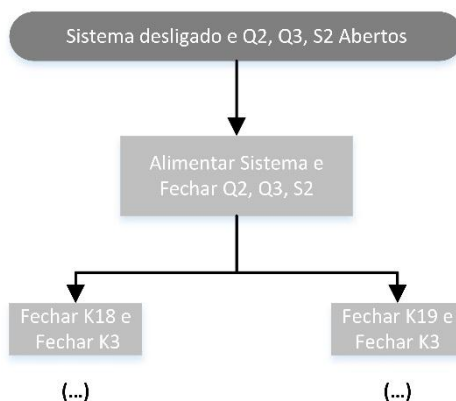 Sistema desligado e Q2, Q3, S2 Abertos
Alimentar Sistema e
Fechar Q2, Q3, S2
Fechar K18 e
Fechar K3
Fechar K19 e
Fechar K3
(...)
(...)